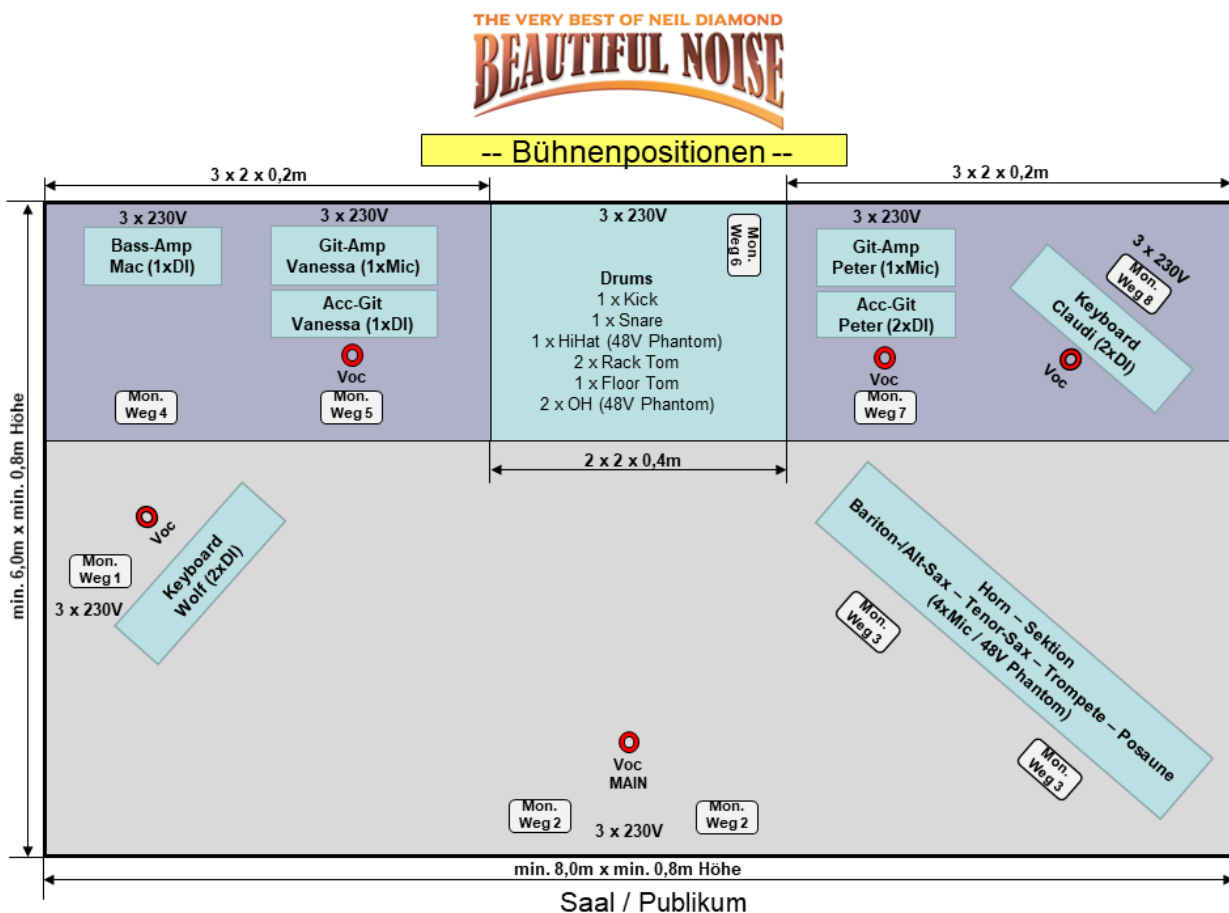 THE VERY BEST OF NEIL DIAMOND
BEAUTIFUL NOISE
-- Bühnenpositionen --
3 x 2 x 0,2m
3 x 2 x 0,2m
3 x 230V
3 x 230V
3 x 230V
3 x 230V
3 x 230V
Bass-Amp
Mac (1xDI)
Git-Amp
Vanessa (1xMic)
Acc-Git
Vanessa (1xDI)
Voc
Mon.
Weg 4
Mon.
Weg 5
Mon.
Weg 6
Drums
1 x Kick
1 x Snare
1 x HiHat (48V Phantom)
2 x Rack Tom
1 x Floor Tom
2 x OH (48V Phantom)
Git-Amp
Peter (1xMic)
Acc-Git
Peter (2xDI)
Voc
Mon.
Weg 7
Mon.
Weg 8
Keyboard
Claudi (2xDI)
Voc
min. 6,0m x min. 0,8m Höhe
2 x 2 x 0,4m
Voc
Mon.
Weg 1
3 x 230V
Keyboard
Wolf (2xDI)
Horn – Sektion
Bariton-/Alt-Sax – Tenor-Sax – Trompete – Posaune
(4xMic / 48V Phantom)
Mon.
Weg 3
Mon.
Weg 3
Voc
MAIN
Mon.
Weg 2
3 x 230V
Mon.
Weg 2
min. 8,0m x min. 0,8m Höhe
Saal / Publikum